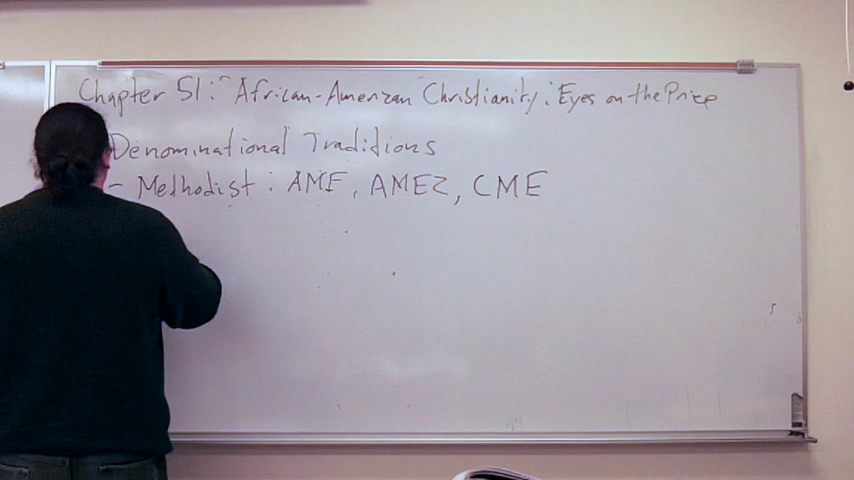 Chapter 51: African-American Christianity: Eyes on the Prize
Denominational Traditions
- Methodist: AME, AMEZ, CME